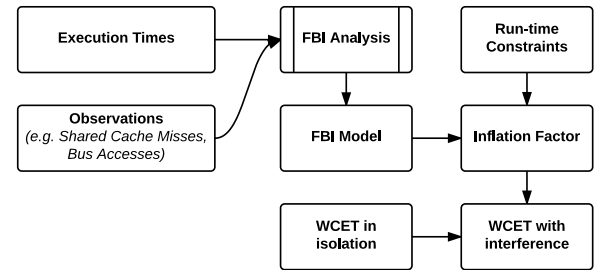 Execution Times
FBI Analysis
Run-time
Constraints
Observations
(e.g. Shared Cache Misses,
Bus Accesses)
FBI Model
Inflation Factor
WCET in
isolation
WCET with
interference